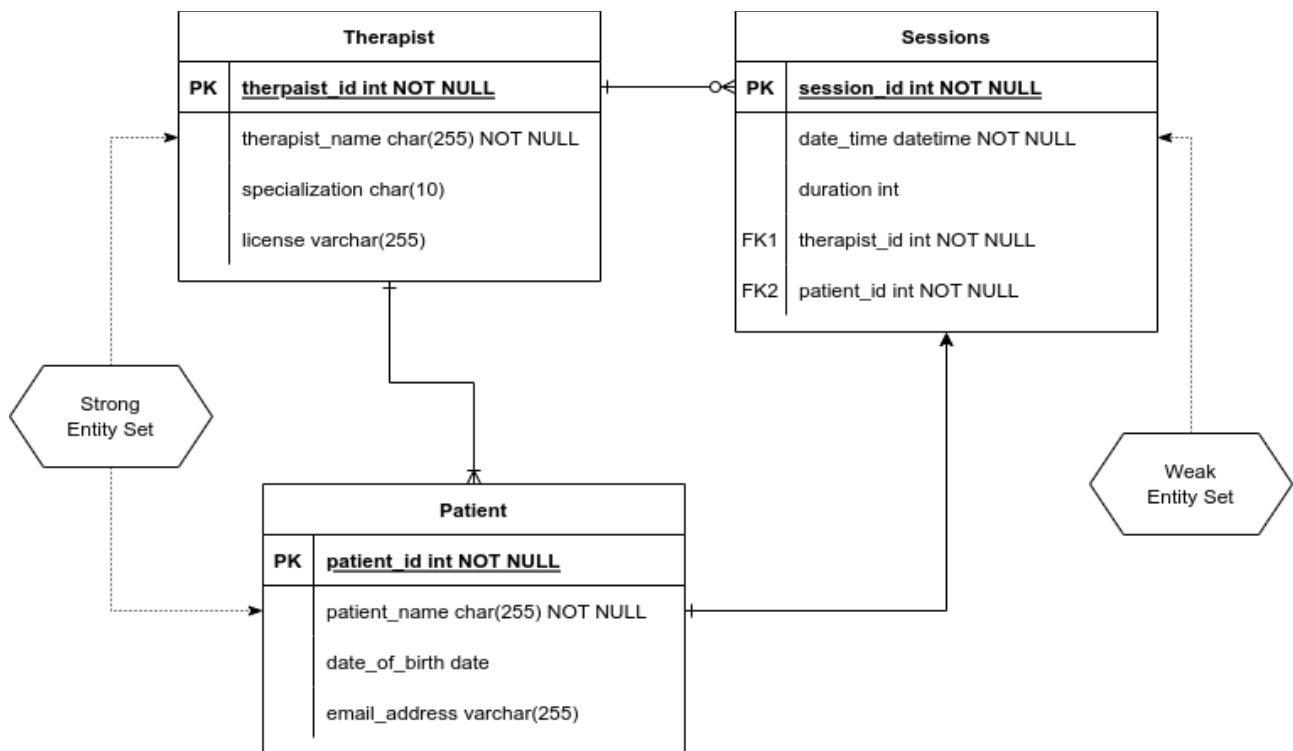 Therapist
PK therpaist_id int NOT NULL
therapist_name char(255) NOT NULL
specialization char(10)
license varchar(255)
Sessions
PK session_id int NOT NULL
date_time datetime NOT NULL
duration int
FK1 therapist_id int NOT NULL
FK2 patient_id int NOT NULL
Strong
Entity Set
Weak
Entity Set
Patient
PK patient_id int NOT NULL
patient_name char(255) NOT NULL
date_of_birth date
email_address varchar(255)